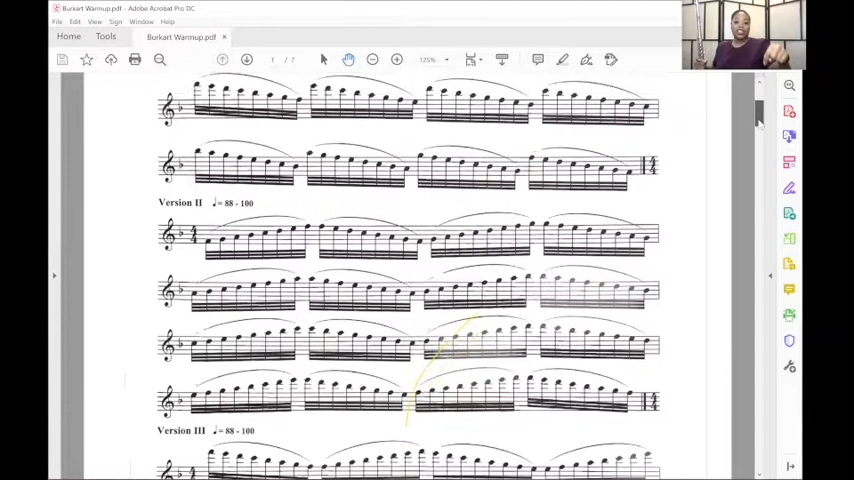 Burkart Warmup.pdf - Adobe Acrobat Pro DC
File Edit View Sign Window Help
Home Tools Burkart Warmup.pdf ×
1 / 7 125%
Version II ♩= 88 - 100
Version III ♩= 88 - 100